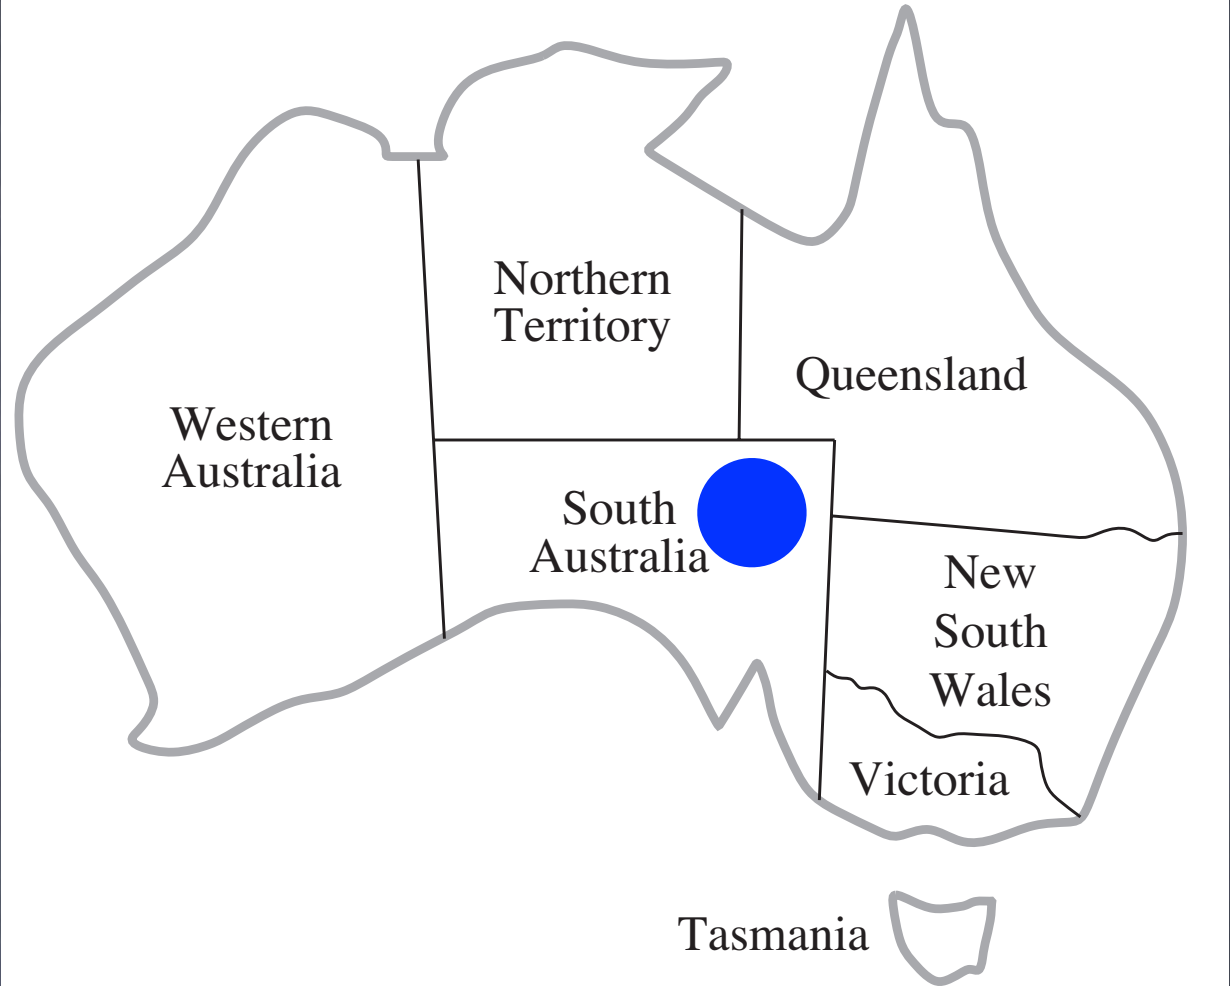 Northern
Territory
Queensland
Western
Australia
South
Australia
New
South
Wales
Victoria
Tasmania